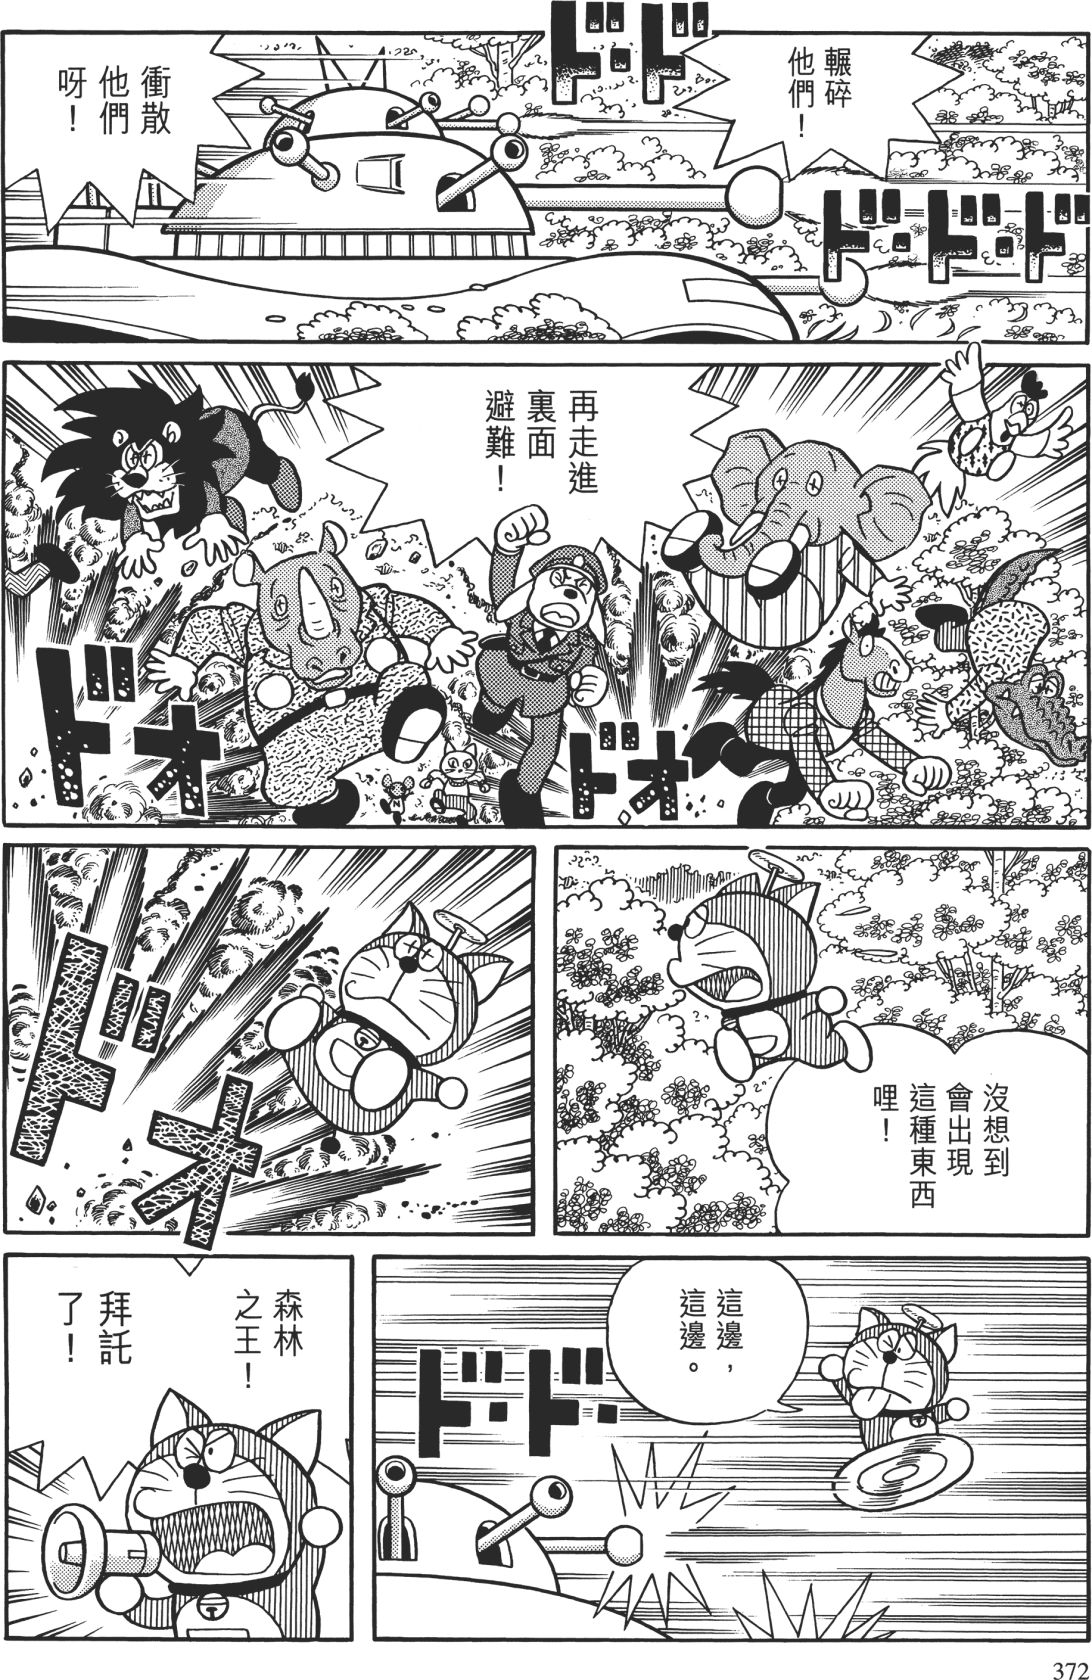 ド・ド
輾碎
他們！
ド・ド・ド
衝散
他們
呀！
再走進
裏面
避難！
ドオ
ドオ
N
沒想到
會出現
這種東西
哩！
ドオ
這邊，
這邊。
ド・ド・
森林
之王！
拜託
了！
372